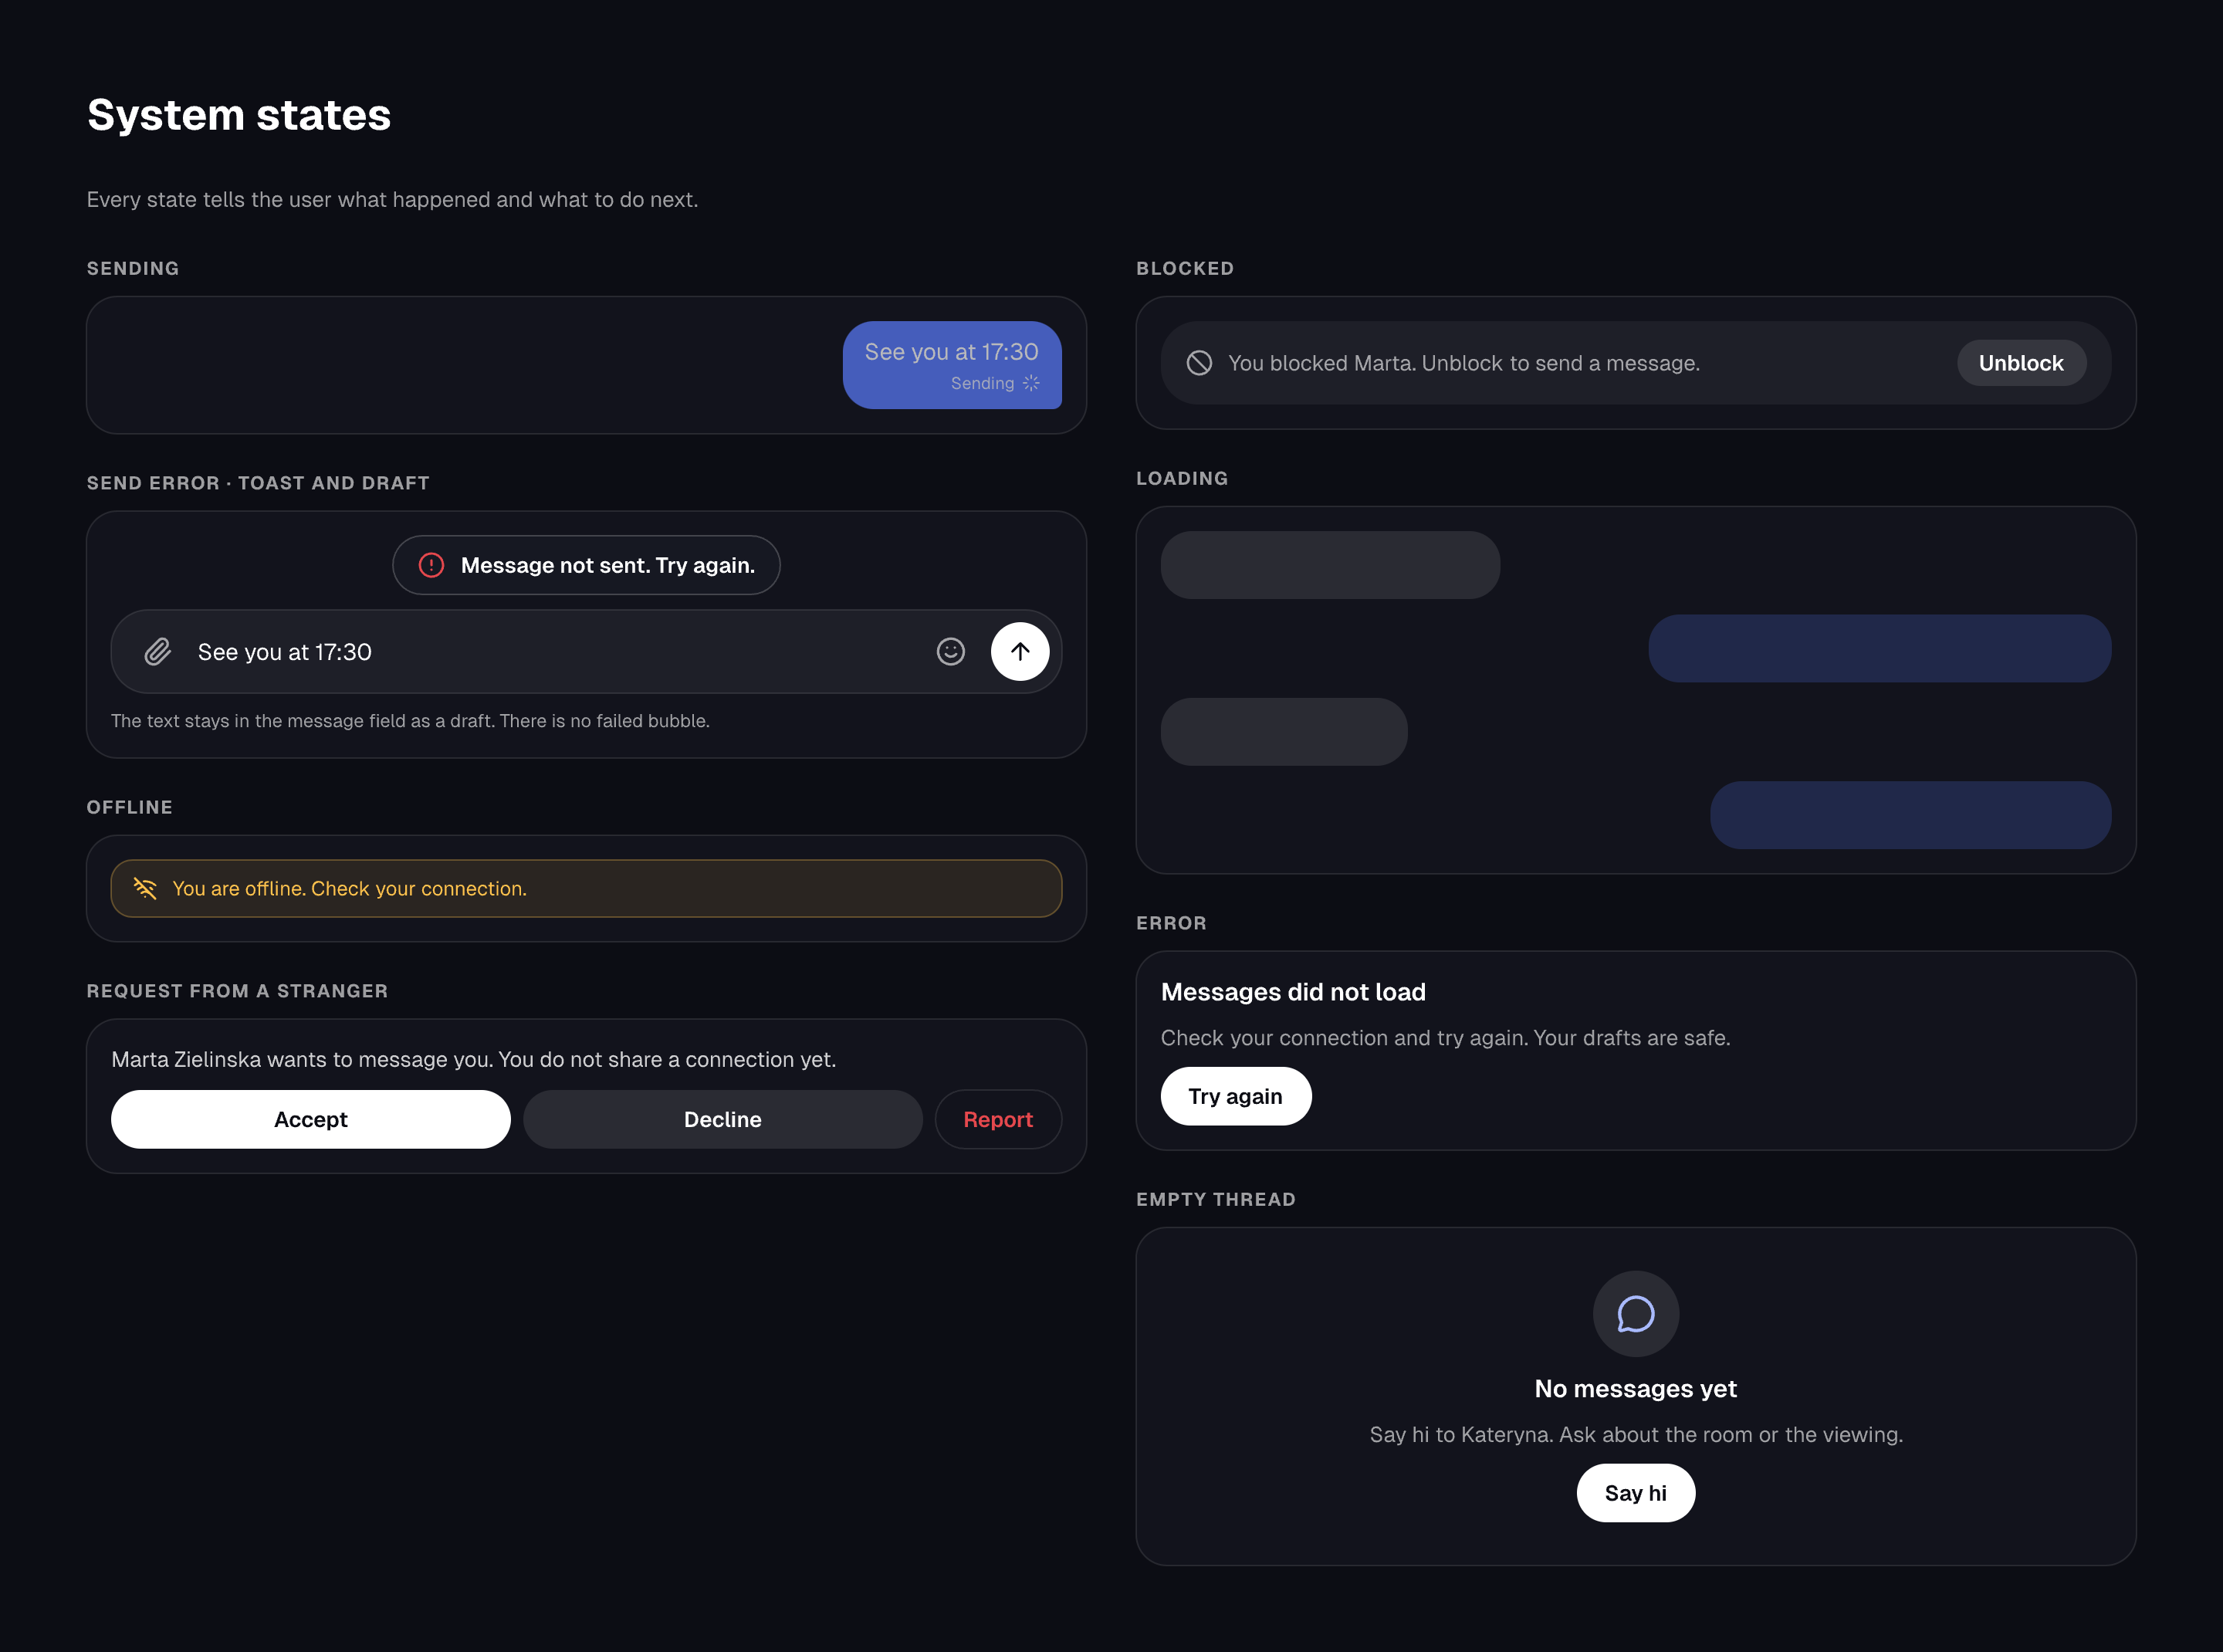 System states
Every state tells the user what happened and what to do next.
SENDING
See you at 17:30
Sending
SEND ERROR · TOAST AND DRAFT
Message not sent. Try again.
See you at 17:30
The text stays in the message field as a draft. There is no failed bubble.
OFFLINE
You are offline. Check your connection.
REQUEST FROM A STRANGER
Marta Zielinska wants to message you. You do not share a connection yet.
Accept
Decline
Report
BLOCKED
You blocked Marta. Unblock to send a message.
Unblock
LOADING
ERROR
Messages did not load
Check your connection and try again. Your drafts are safe.
Try again
EMPTY THREAD
No messages yet
Say hi to Kateryna. Ask about the room or the viewing.
Say hi